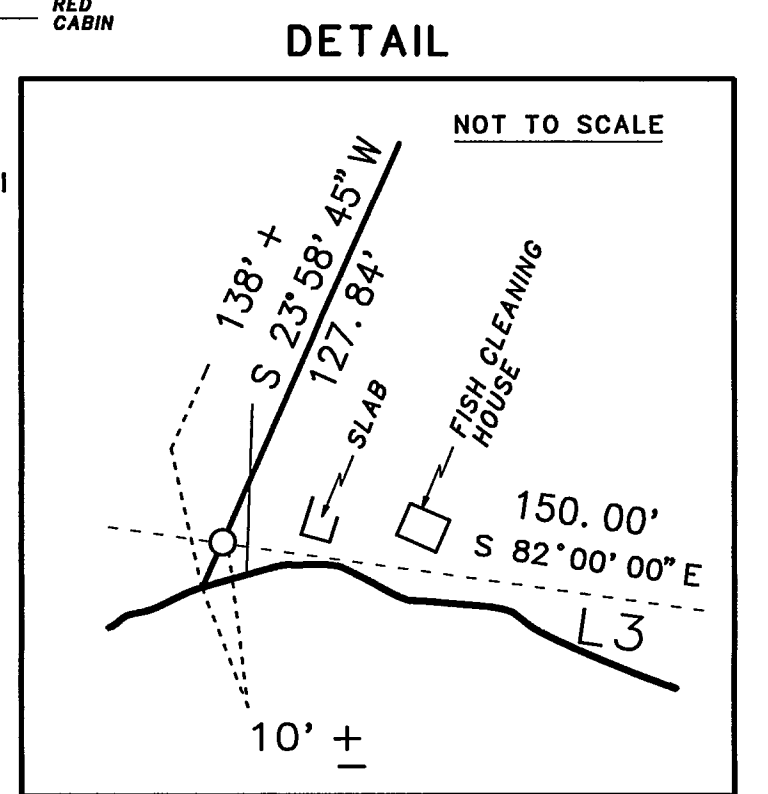 RED
CABIN
DETAIL
NOT TO SCALE
138' +
S 23°58' 45" W
127. 84'
SLAB
FISH CLEANING
HOUSE
150. 00'
S 82°00' 00" E
L3
10' ±